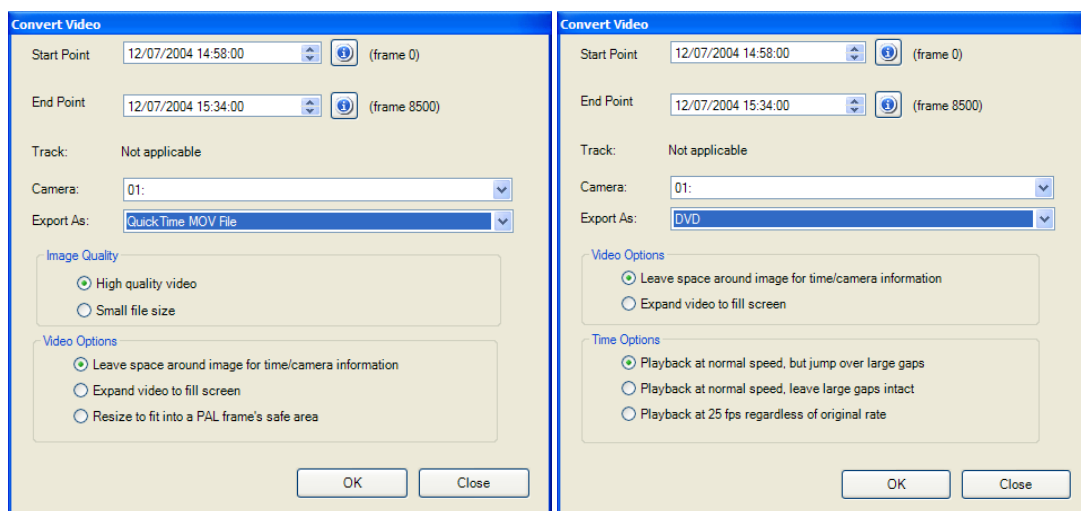 Convert Video
Start Point 12/07/2004 14:58:00 (frame 0)
End Point 12/07/2004 15:34:00 (frame 8500)
Track: Not applicable
Camera: 01:
Export As: QuickTime MOV File
Image Quality
High quality video
Small file size
Video Options
Leave space around image for time/camera information
Expand video to fill screen
Resize to fit into a PAL frame's safe area
OK Close
Convert Video
Start Point 12/07/2004 14:58:00 (frame 0)
End Point 12/07/2004 15:34:00 (frame 8500)
Track: Not applicable
Camera: 01:
Export As: DVD
Video Options
Leave space around image for time/camera information
Expand video to fill screen
Time Options
Playback at normal speed, but jump over large gaps
Playback at normal speed, leave large gaps intact
Playback at 25 fps regardless of original rate
OK Close